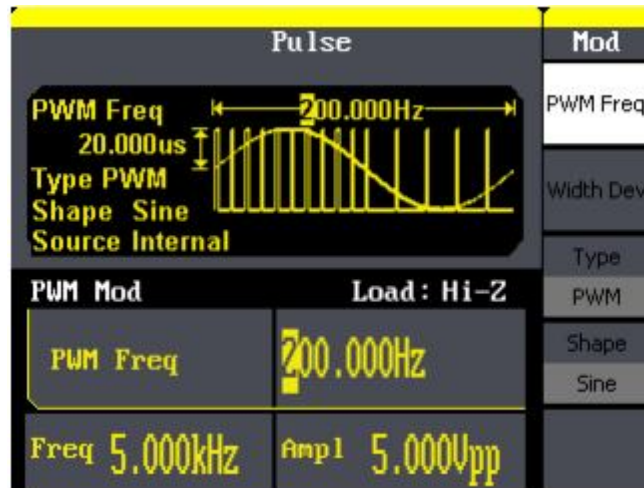 Pulse
Mod
PWM Freq
200.000Hz
20.000us
Type PWM
Shape Sine
Source Internal
PWM Mod
Load: Hi-Z
PWM Freq
200.000Hz
Freq 5.000kHz
Ampl 5.000Vpp
PWM Freq
Width Dev
Type
PWM
Shape
Sine